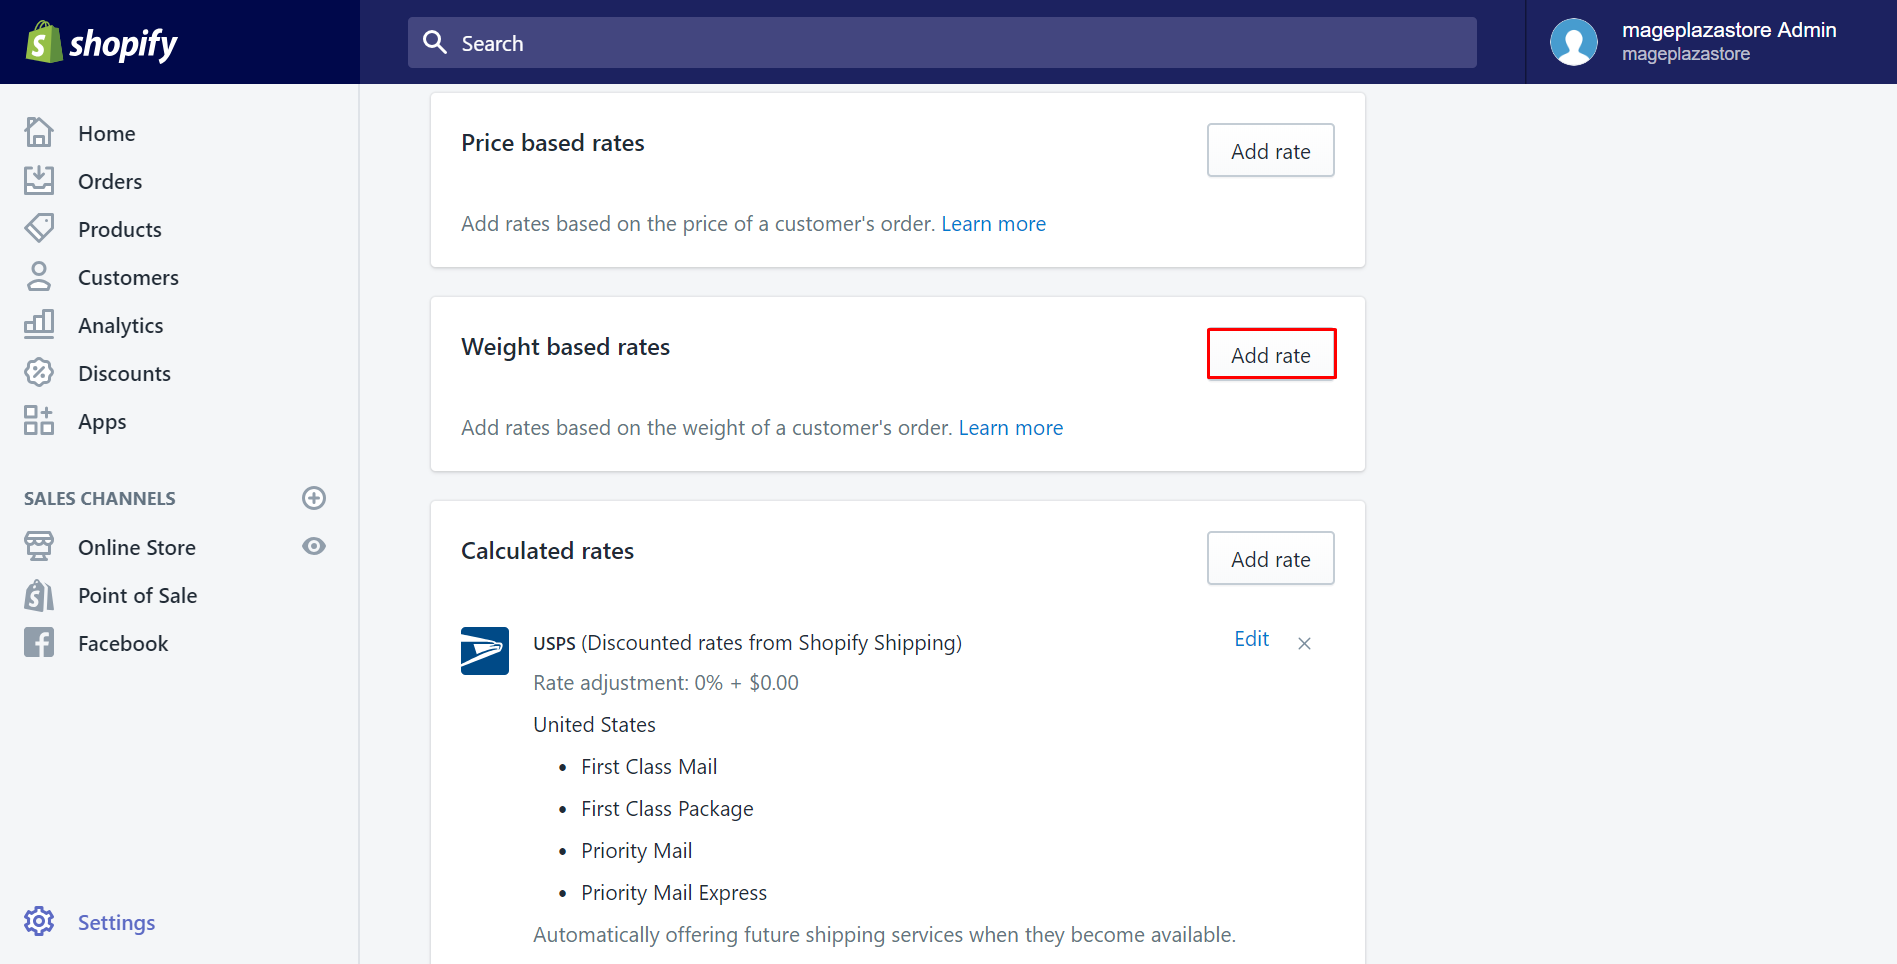 shopify
Search
mageplazastore Admin
mageplazastore
Home
Orders
Products
Customers
Analytics
Discounts
Apps
SALES CHANNELS
Online Store
Point of Sale
Facebook
Settings
Price based rates
Add rate
Add rates based on the price of a customer's order. Learn more
Weight based rates
Add rate
Add rates based on the weight of a customer's order. Learn more
Calculated rates
Add rate
USPS (Discounted rates from Shopify Shipping)
Edit
Rate adjustment: 0% + $0.00
United States
• First Class Mail
• First Class Package
• Priority Mail
• Priority Mail Express
Automatically offering future shipping services when they become available.